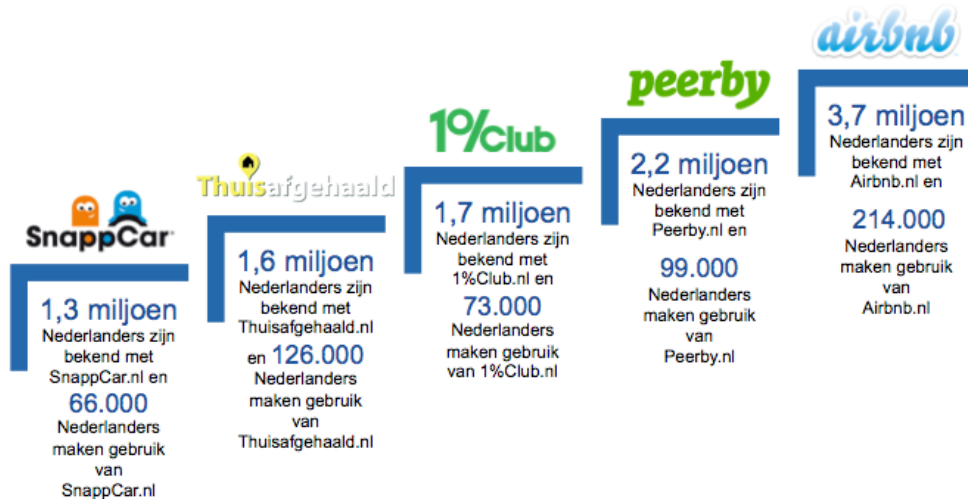 SnappCar
1,3 miljoen
Nederlanders zijn
bekend met
SnappCar.nl en
66.000
Nederlanders
maken gebruik
van
SnappCar.nl
Thuisafgehaald
1,6 miljoen
Nederlanders zijn
bekend met
Thuisafgehaald.nl
en 126.000
Nederlanders
maken gebruik
van
Thuisafgehaald.nl
1%Club
1,7 miljoen
Nederlanders zijn
bekend met
1%Club.nl en
73.000
Nederlanders
maken gebruik
van 1%Club.nl
peerby
2,2 miljoen
Nederlanders zijn
bekend met
Peerby.nl en
99.000
Nederlanders
maken gebruik
van
Peerby.nl
airbnb
3,7 miljoen
Nederlanders zijn
bekend met
Airbnb.nl en
214.000
Nederlanders
maken gebruik
van
Airbnb.nl